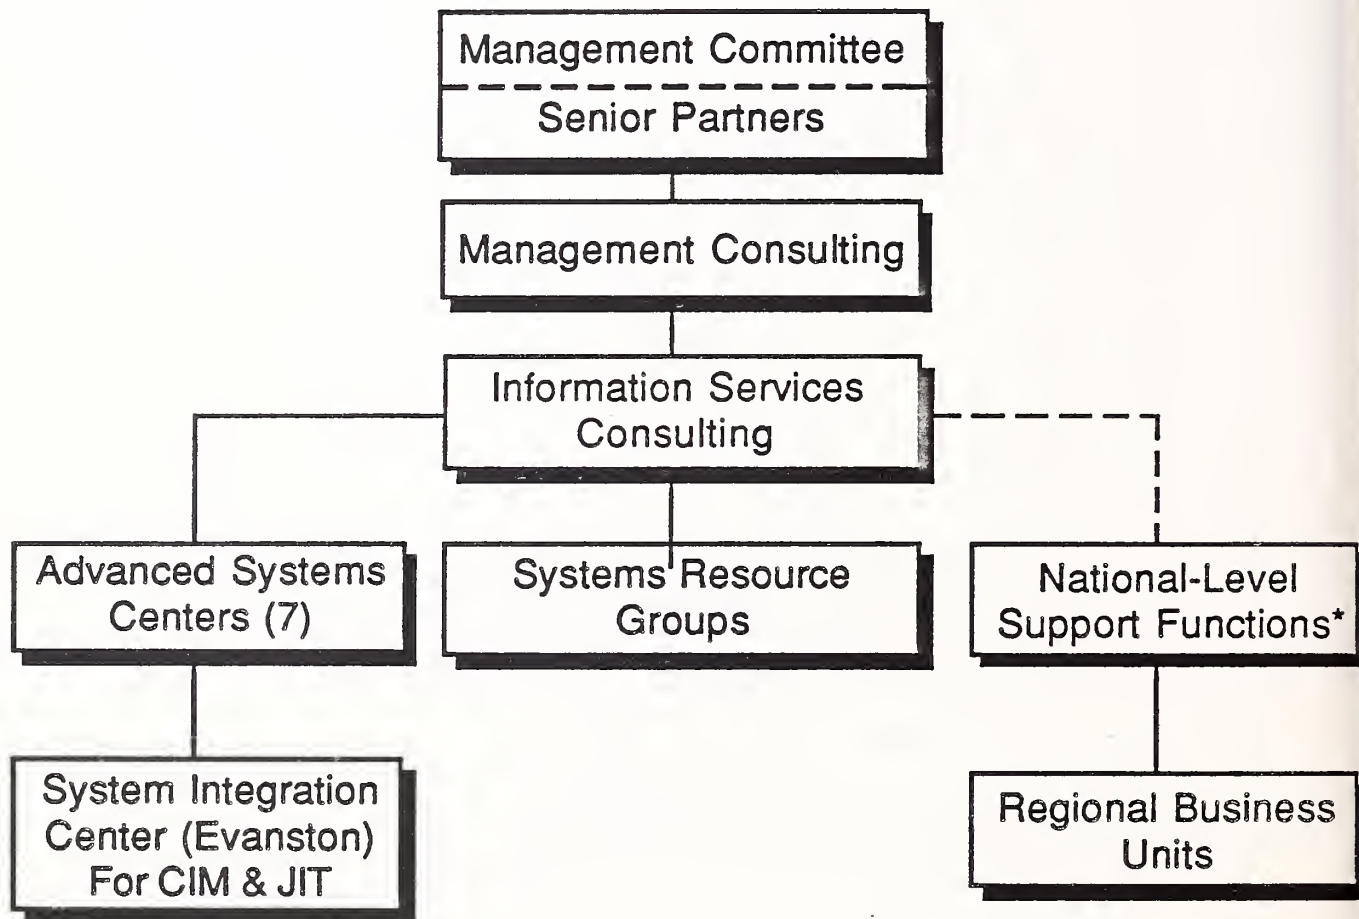 Management Committee
Senior Partners
Management Consulting
Information Services
Consulting
Advanced Systems
Centers (7)
Systems Resource
Groups
National-Level
Support Functions*
System Integration
Center (Evanston)
For CIM & JIT
Regional Business
Units